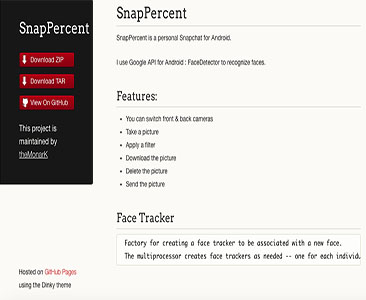 SnapPercent
Download ZIP
Download TAR
View On GitHub
This project is
maintained by
theMonarK
Hosted on GitHub Pages
using the Dinky theme
SnapPercent
SnapPercent is a personal Snapchat for Android.
I use Google API for Android : FaceDetector to recognize faces.
Features:
You can switch front & back cameras
Take a picture
Apply a filter
Download the picture
Delete the picture
Send the picture
Face Tracker
Factory for creating a face tracker to be associated with a new face.
The multiprocessor creates face trackers as needed -- one for each individ